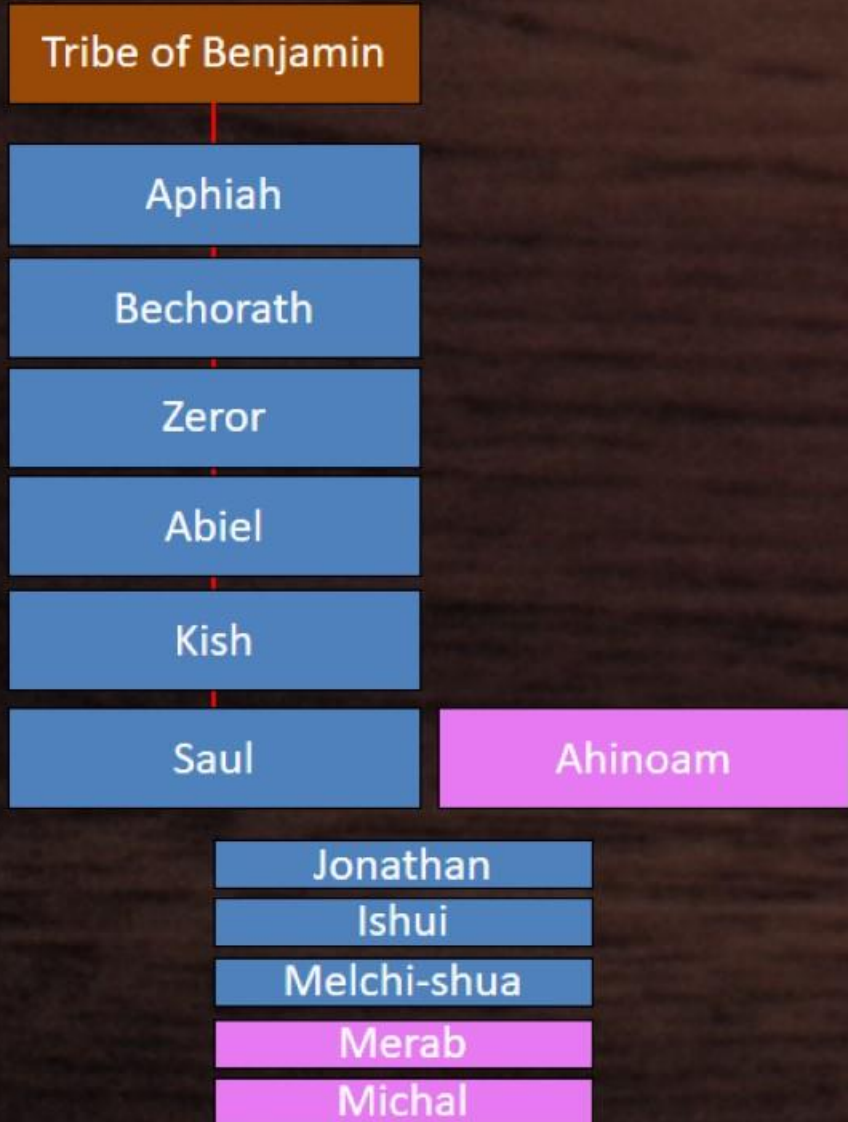 Tribe of Benjamin
Aphiah
Bechorath
Zeror
Abiel
Kish
Saul
Ahinoam
Jonathan
Ishui
Melchi-shua
Merab
Michal